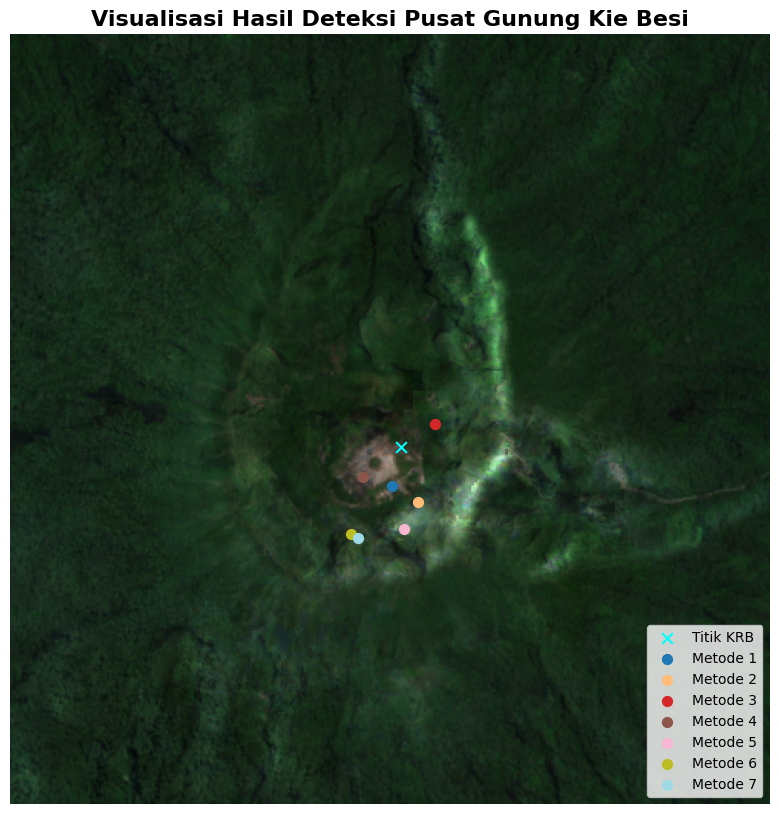 Visualisasi Hasil Deteksi Pusat Gunung Kie Besi
Titik KRB
Metode 1
Metode 2
Metode 3
Metode 4
Metode 5
Metode 6
Metode 7